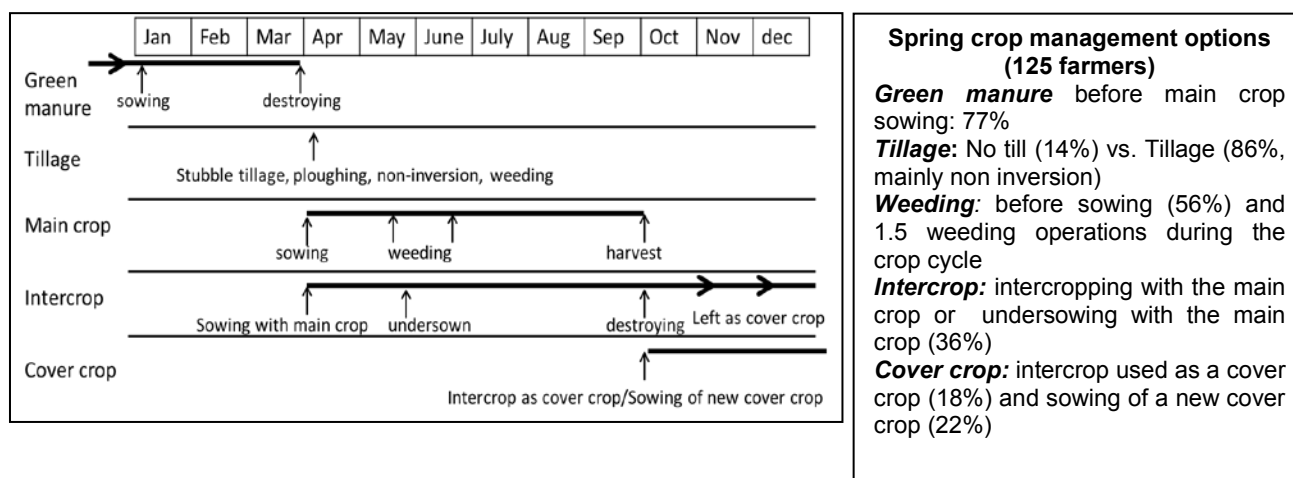 Jan Feb Mar Apr May June July Aug Sep Oct Nov dec
Green manure
sowing destroying
Tillage
Stubble tillage, ploughing, non-inversion, weeding
Main crop
sowing weeding harvest
Intercrop
Sowing with main crop undersown destroying Left as cover crop
Cover crop
Intercrop as cover crop/Sowing of new cover crop
Spring crop management options
(125 farmers)
Green manure before main crop
sowing: 77%
Tillage: No till (14%) vs. Tillage (86%,
mainly non inversion)
Weeding: before sowing (56%) and
1.5 weeding operations during the
crop cycle
Intercrop: intercropping with the main
crop or undersowing with the main
crop (36%)
Cover crop: intercrop used as a cover
crop (18%) and sowing of a new cover
crop (22%)